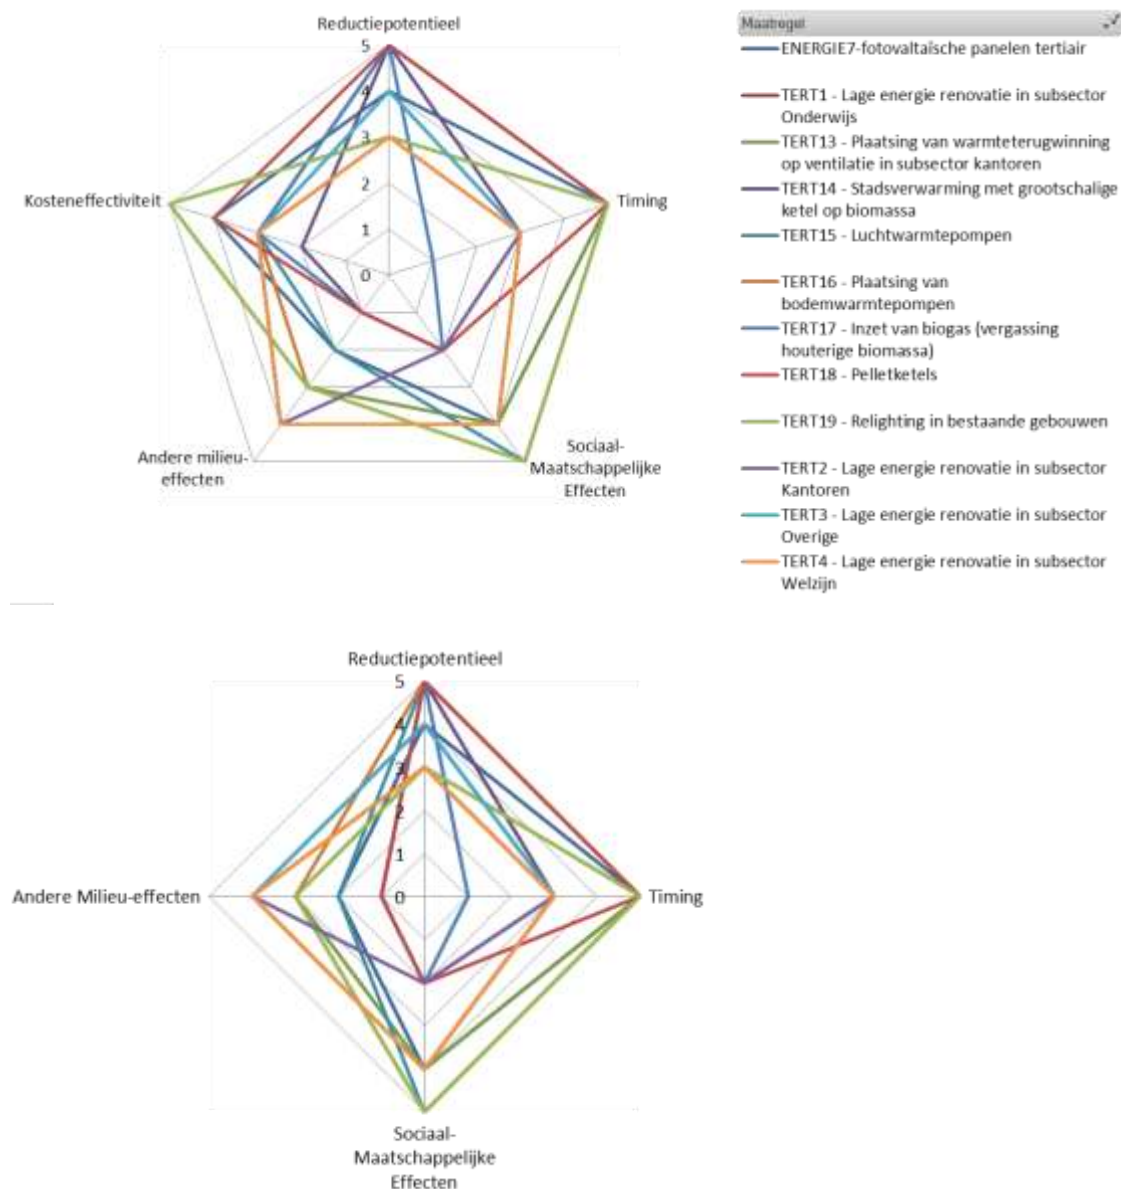 Reductiepotentieel
5
4
3
2
1
0
Kosteneffectiviteit
Timing
Andere milieu-
effecten
Sociaal-
Maatschappelijke
Effecten
Maatregel
ENERGIE7-fotovaltaïsche panelen tertiair
TERT1 - Lage energie renovatie in subsector
Onderwijs
TERT13 - Plaatsing van warmteterugwinning
op ventilatie in subsector kantoren
TERT14 - Stadsverwarming met grootschalige
ketel op biomassa
TERT15 - Luchtwarmtepompen
TERT16 - Plaatsing van
bodemwarmtepompen
TERT17 - Inzet van biogas (vergassing
houterige biomassa)
TERT18 - Pelletketels
TERT19 - Relighting in bestaande gebouwen
TERT2 - Lage energie renovatie in subsector
Kantoren
TERT3 - Lage energie renovatie in subsector
Overige
TERT4 - Lage energie renovatie in subsector
Welzijn
Reductiepotentieel
5
4
3
2
1
0
Andere Milieu-effecten
Timing
Sociaal-
Maatschappelijke
Effecten